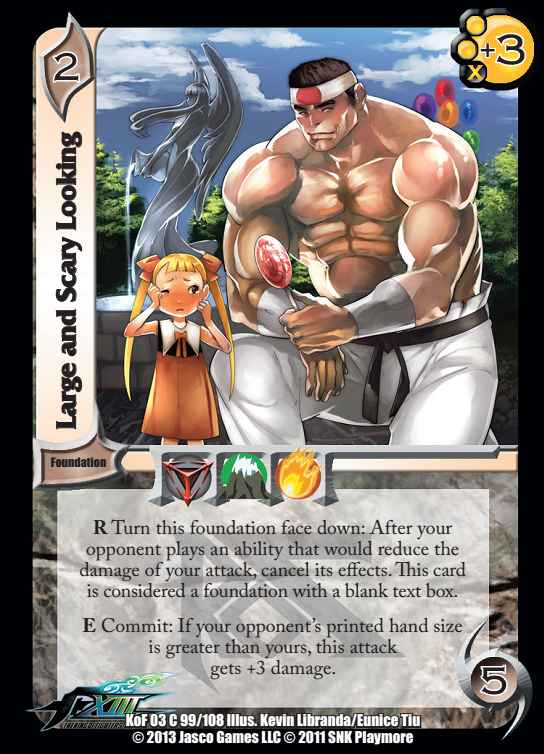 2
+3
X
Large and Scary Looking
Foundation
R Turn this foundation face down: After your
opponent plays an ability that would reduce the
damage of your attack, cancel its effects. This card
is considered a foundation with a blank text box.
E Commit: If your opponent's printed hand size
is greater than yours, this attack
gets +3 damage.
5
XIII
KoF 03 C 99/108 Illus. Kevin Libranda/Eunice Tiu
© 2013 Jasco Games LLC © 2011 SNK Playmore